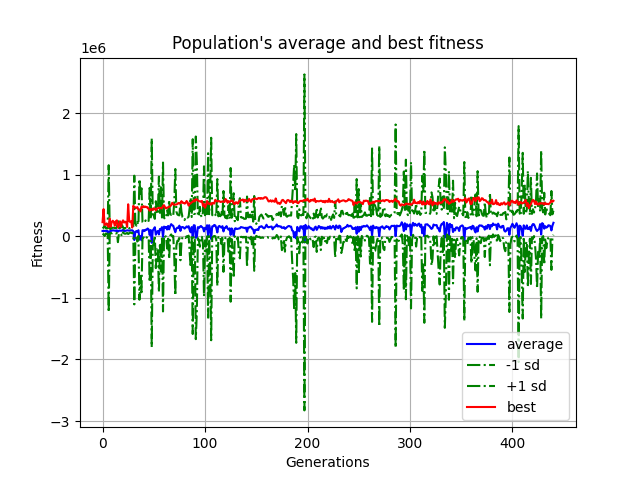 Population's average and best fitness
1e6
2
1
0
−1
−2
−3
Fitness
0
100
200
300
400
Generations
average
-1 sd
+1 sd
best